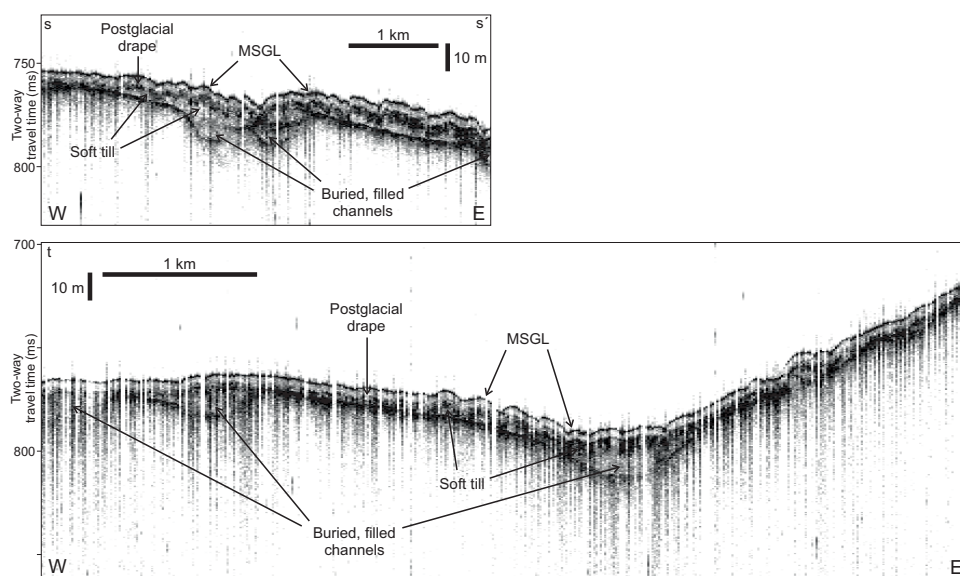 s
s´
Postglacial
drape
MSGL
1 km
10 m
750
Two-way
travel time (ms)
Soft till
800
Buried, filled
channels
W
E
700
t
1 km
10 m
Postglacial
drape
MSGL
Two-way
travel time (ms)
800
Soft till
Buried, filled
channels
W
E